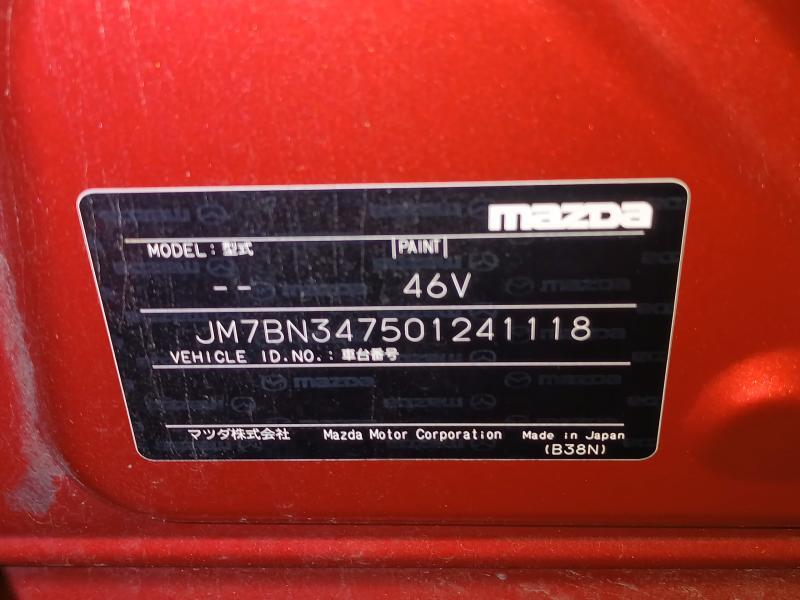 mazda
MODEL：型式 |PAINT|
-- 46V
JM7BN347501241118
VEHICLE ID.NO.：車台番号
マツダ株式会社 Mazda Motor Corporation Made in Japan
(B38N)